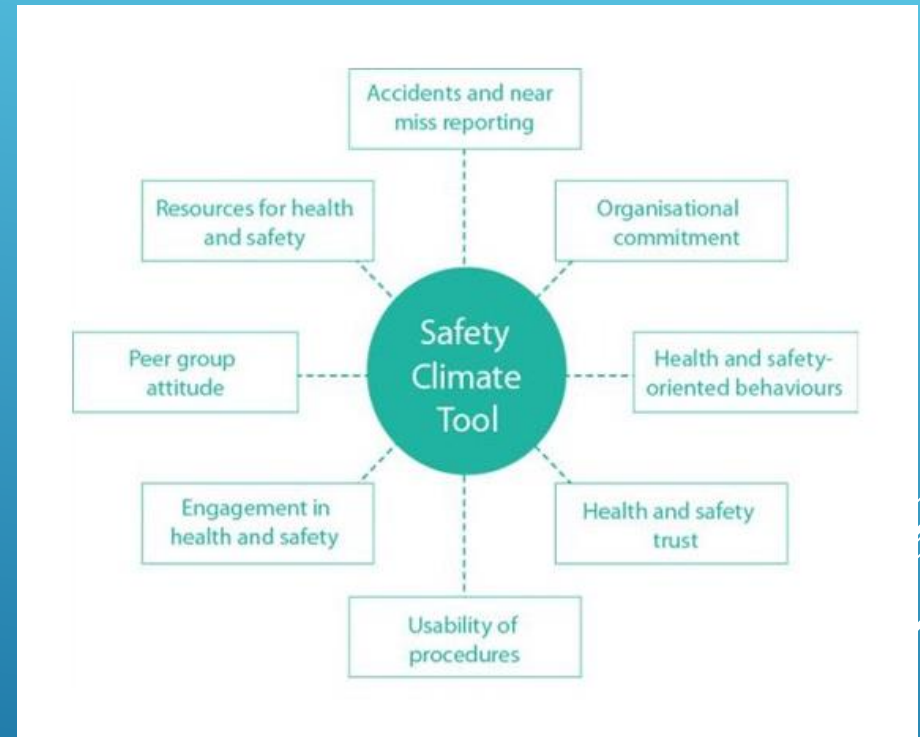 Accidents and near
miss reporting
Resources for health
and safety
Organisational
commitment
Peer group
attitude
Safety
Climate
Tool
Health and safety-
oriented behaviours
Engagement in
health and safety
Health and safety
trust
Usability of
procedures